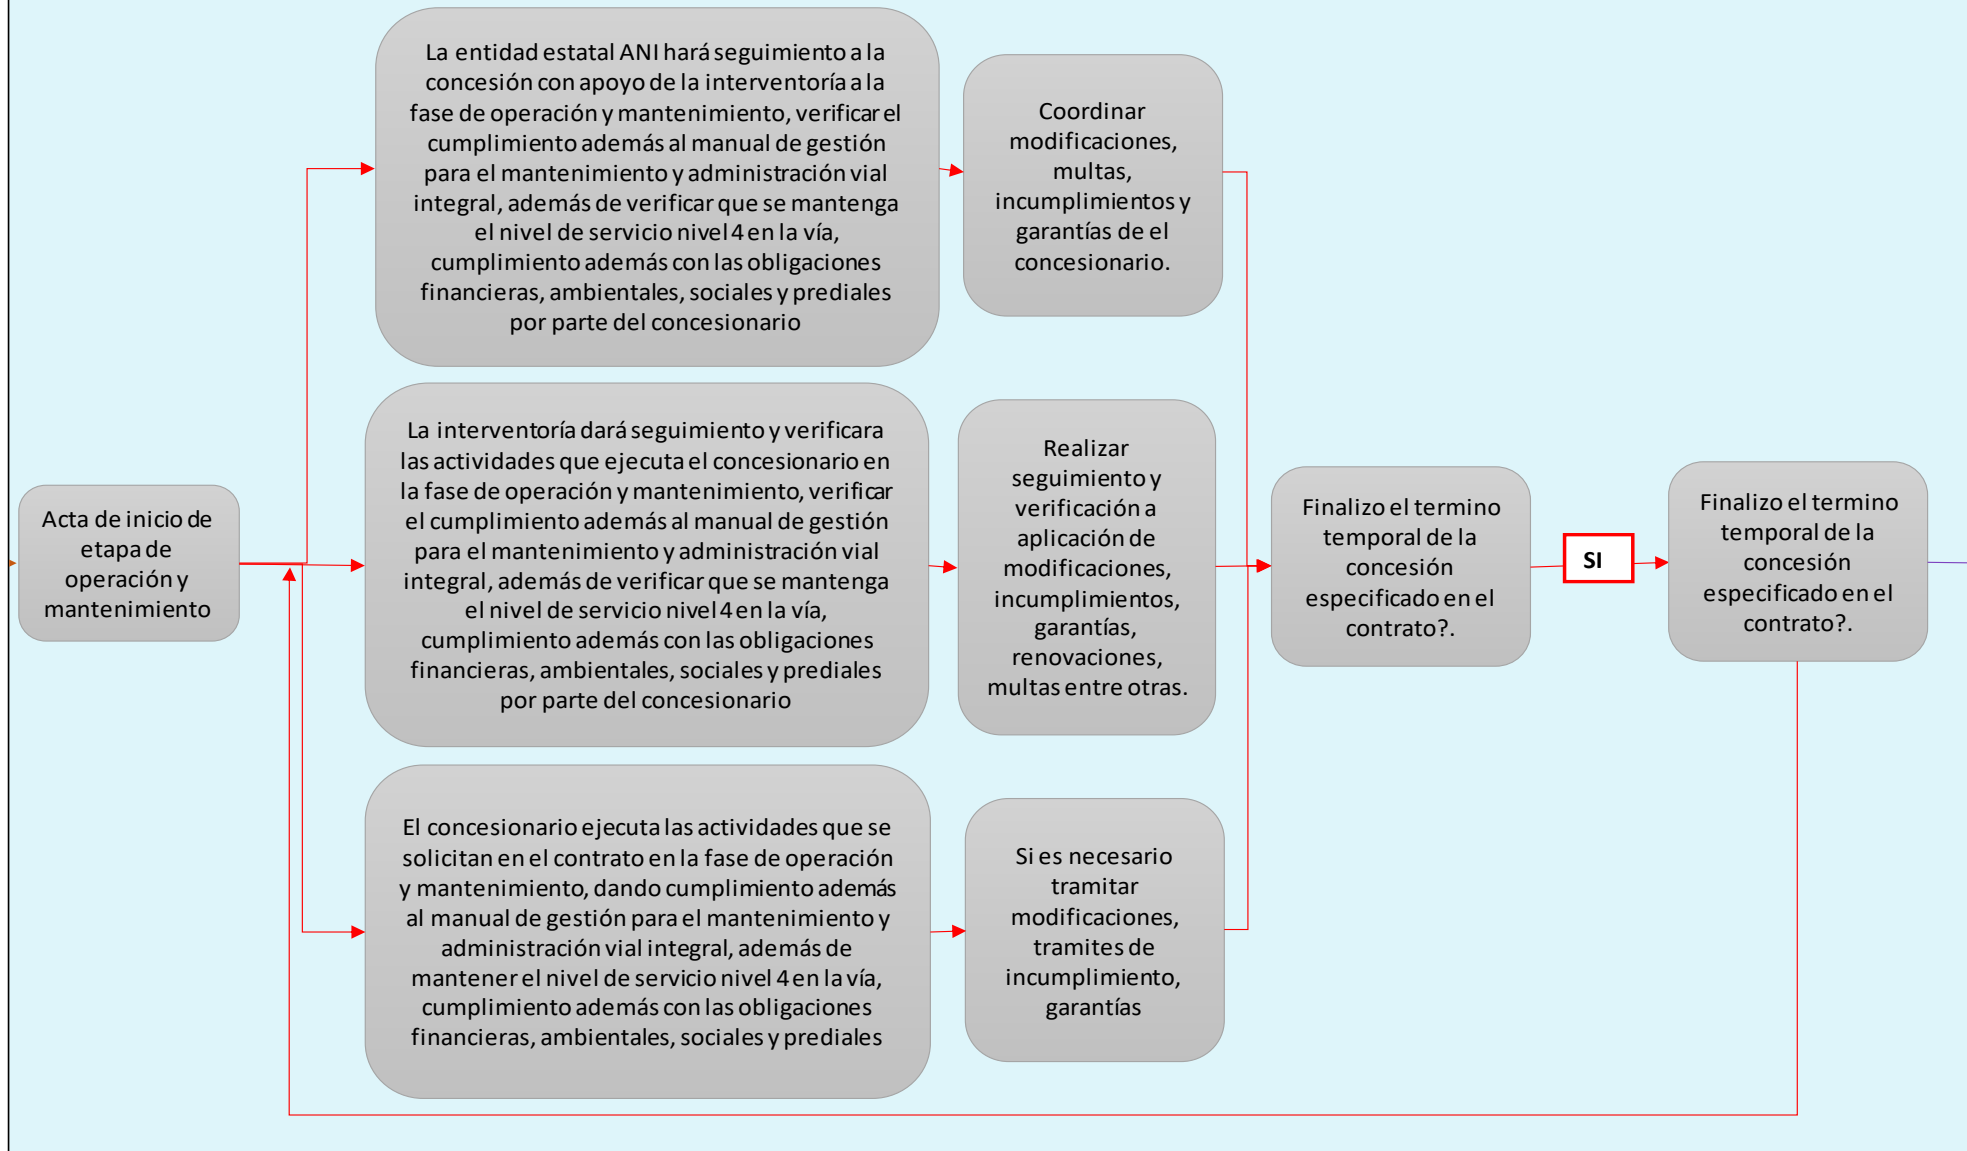 Acta de inicio de
etapa de
operación y
mantenimiento
La entidad estatal ANI hará seguimiento a la
concesión con apoyo de la interventoría a la
fase de operación y mantenimiento, verificar el
cumplimiento además al manual de gestión
para el mantenimiento y administración vial
integral, además de verificar que se mantenga
el nivel de servicio nivel 4 en la vía,
cumplimiento además con las obligaciones
financieras, ambientales, sociales y prediales
por parte del concesionario
Coordinar
modificaciones,
multas,
incumplimientos y
garantías de el
concesionario.
La interventoría dará seguimiento y verificara
las actividades que ejecuta el concesionario en
la fase de operación y mantenimiento, verificar
el cumplimiento además al manual de gestión
para el mantenimiento y administración vial
integral, además de verificar que se mantenga
el nivel de servicio nivel 4 en la vía,
cumplimiento además con las obligaciones
financieras, ambientales, sociales y prediales
por parte del concesionario
Realizar
seguimiento y
verificación a
aplicación de
modificaciones,
incumplimientos,
garantías,
renovaciones,
multas entre otras.
El concesionario ejecuta las actividades que se
solicitan en el contrato en la fase de operación
y mantenimiento, dando cumplimiento además
al manual de gestión para el mantenimiento y
administración vial integral, además de
mantener el nivel de servicio nivel 4 en la vía,
cumplimiento además con las obligaciones
financieras, ambientales, sociales y prediales
Si es necesario
tramitar
modificaciones,
tramites de
incumplimiento,
garantías
Finalizo el termino
temporal de la
concesión
especificado en el
contrato?.
SI
Finalizo el termino
temporal de la
concesión
especificado en el
contrato?.